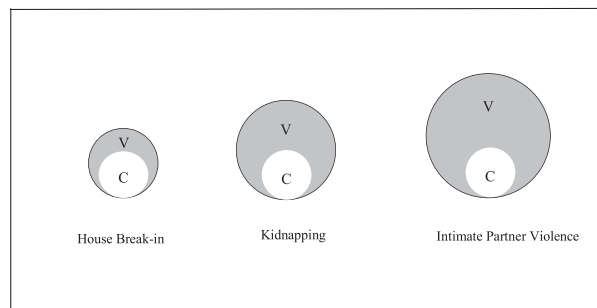 V
C
House Break-in
V
C
Kidnapping
V
C
Intimate Partner Violence